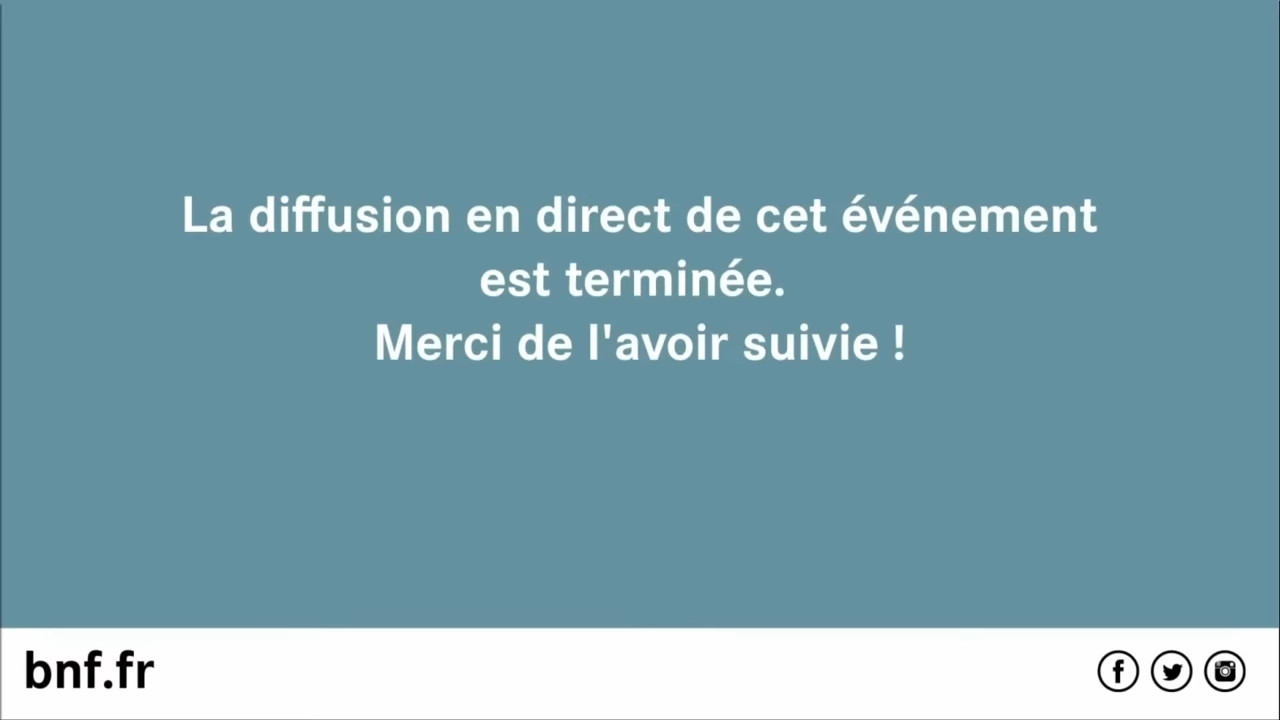 La diffusion en direct de cet événement
est terminée.
Merci de l'avoir suivie !
bnf.fr